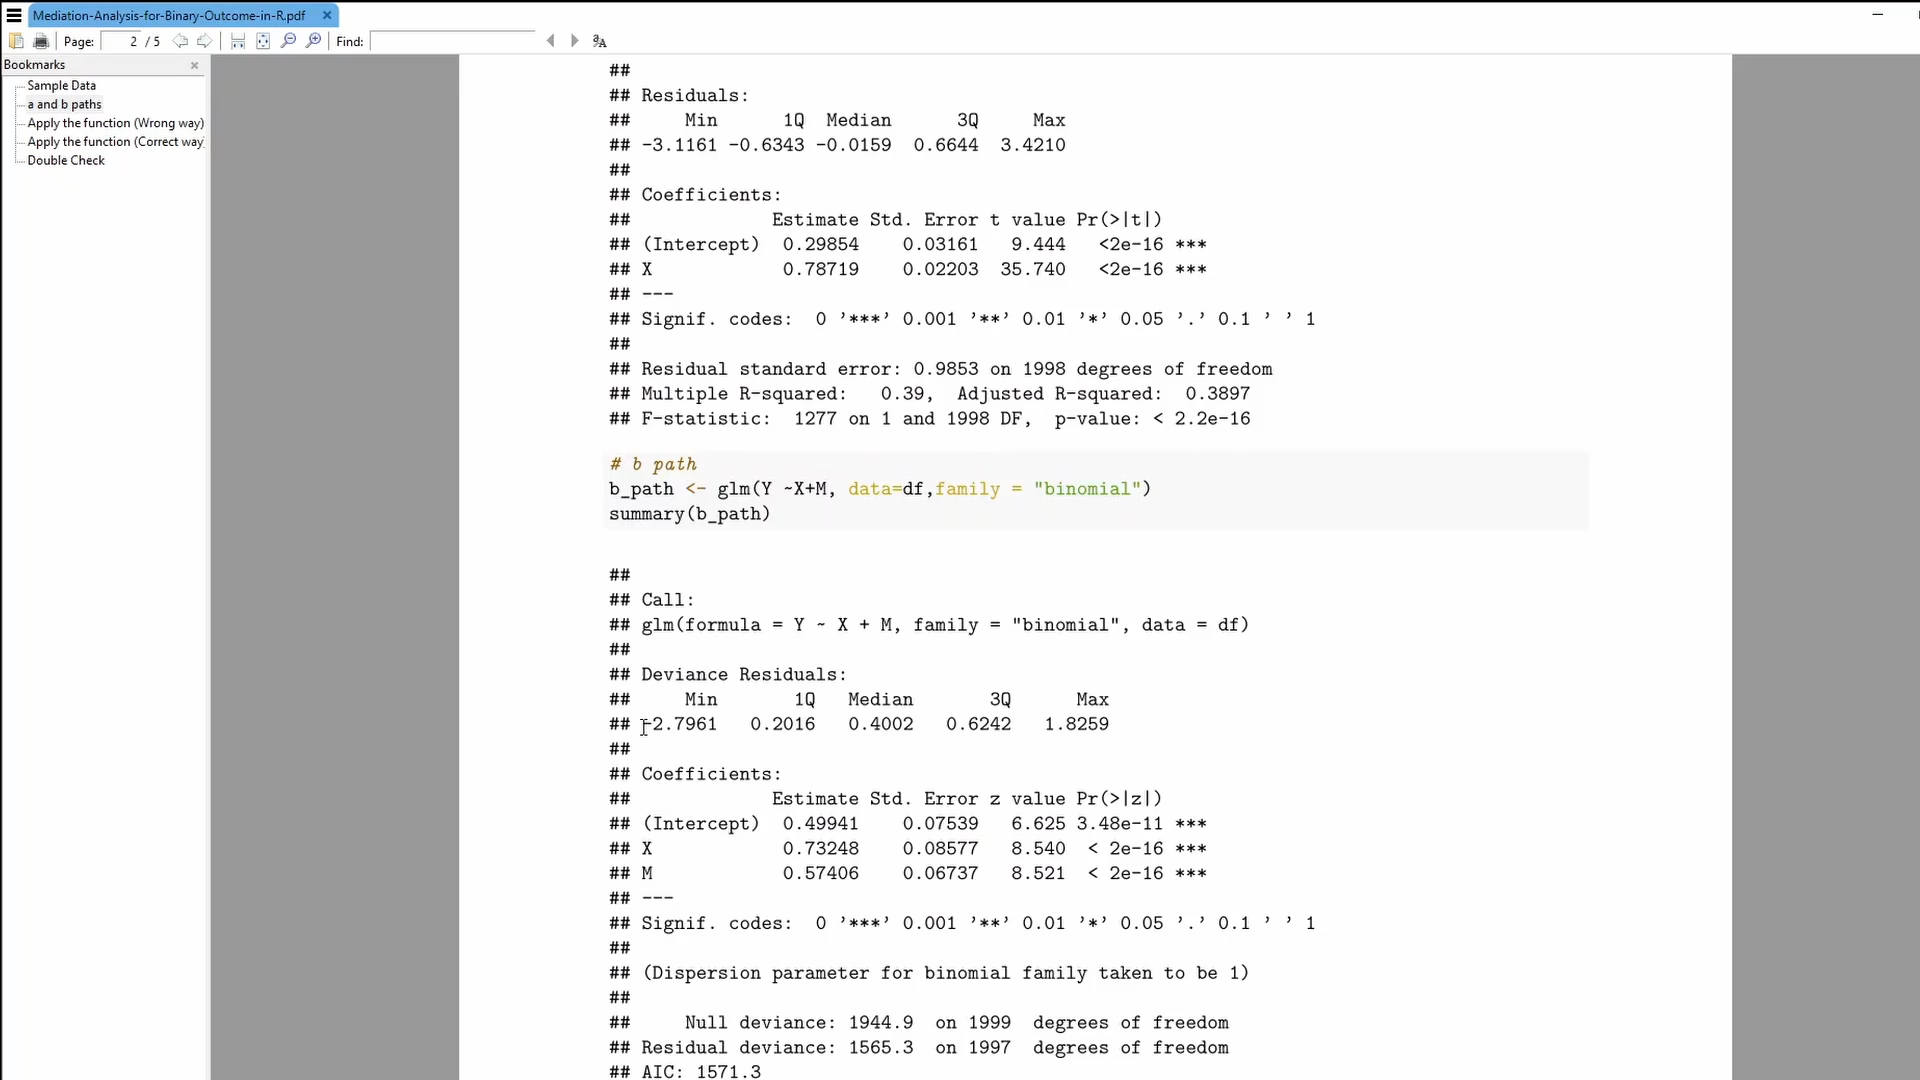 Mediation-Analysis-for-Binary-Outcome-in-R.pdf
Page: 2 / 5 Find:
Bookmarks
Sample Data
a and b paths
Apply the function (Wrong way)
Apply the function (Correct way
Double Check
##
## Residuals:
## Min 1Q Median 3Q Max
## -3.1161 -0.6343 -0.0159 0.6644 3.4210
##
## Coefficients:
## Estimate Std. Error t value Pr(>|t|)
## (Intercept) 0.29854 0.03161 9.444 <2e-16 ***
## X 0.78719 0.02203 35.740 <2e-16 ***
## ---
## Signif. codes: 0 '***' 0.001 '**' 0.01 '*' 0.05 '.' 0.1 ' ' 1
##
## Residual standard error: 0.9853 on 1998 degrees of freedom
## Multiple R-squared: 0.39, Adjusted R-squared: 0.3897
## F-statistic: 1277 on 1 and 1998 DF, p-value: < 2.2e-16
# b path
b_path <- glm(Y ~X+M, data=df,family = "binomial")
summary(b_path)
##
## Call:
## glm(formula = Y ~ X + M, family = "binomial", data = df)
##
## Deviance Residuals:
## Min 1Q Median 3Q Max
## -2.7961 0.2016 0.4002 0.6242 1.8259
##
## Coefficients:
## Estimate Std. Error z value Pr(>|z|)
## (Intercept) 0.49941 0.07539 6.625 3.48e-11 ***
## X 0.73248 0.08577 8.540 < 2e-16 ***
## M 0.57406 0.06737 8.521 < 2e-16 ***
## ---
## Signif. codes: 0 '***' 0.001 '**' 0.01 '*' 0.05 '.' 0.1 ' ' 1
##
## (Dispersion parameter for binomial family taken to be 1)
##
## Null deviance: 1944.9 on 1999 degrees of freedom
## Residual deviance: 1565.3 on 1997 degrees of freedom
## AIC: 1571.3